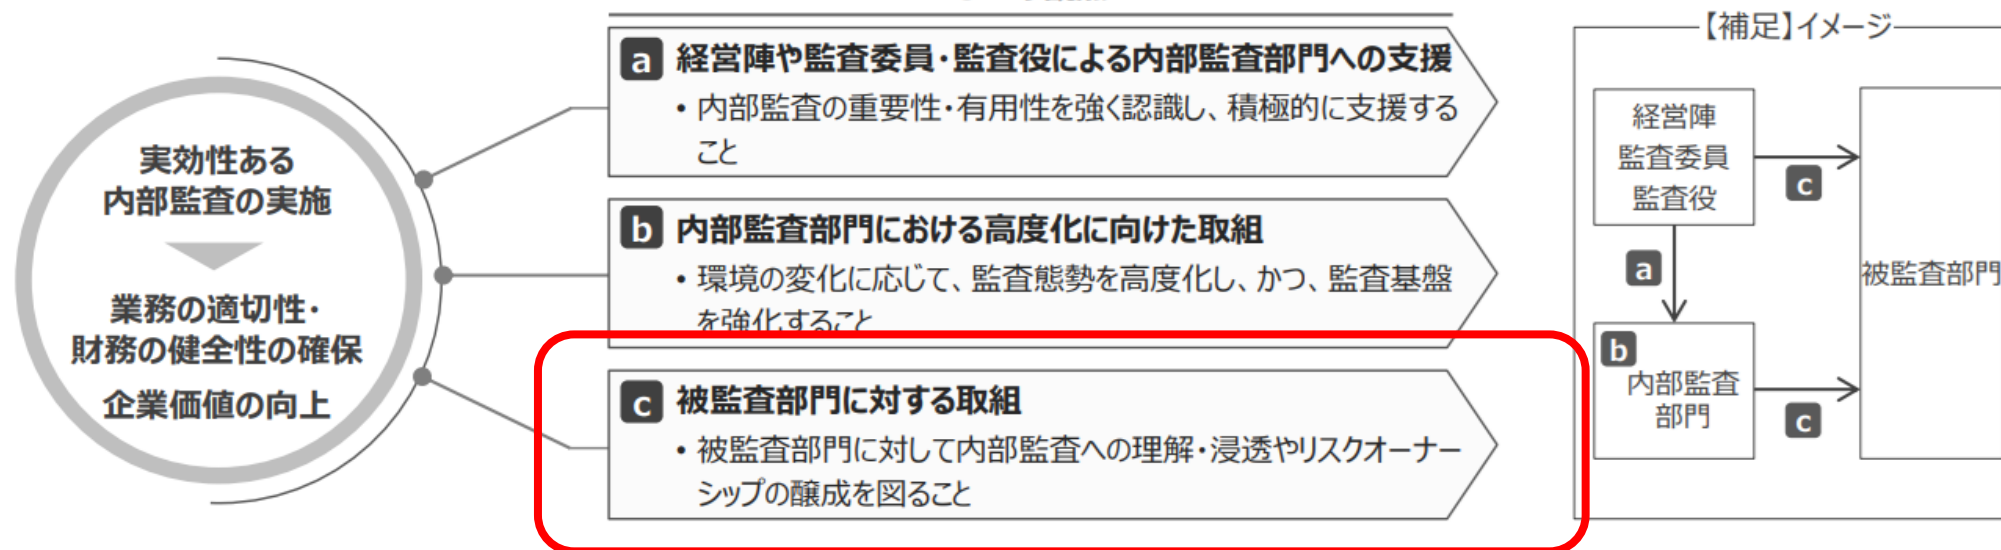 実効性ある
内部監査の実施
業務の適切性・
財務の健全性の確保
企業価値の向上
a 経営陣や監査委員・監査役による内部監査部門への支援
• 内部監査の重要性・有用性を強く認識し、積極的に支援する
こと
b 内部監査部門における高度化に向けた取組
• 環境の変化に応じて、監査態勢を高度化し、かつ、監査基盤
を強化すること
c 被監査部門に対する取組
• 被監査部門に対して内部監査への理解・浸透やリスクオーナー
シップの醸成を図ること
【補足】イメージ
経営陣
監査委員
監査役
c
a
被監査部門
b
内部監査
部門
c